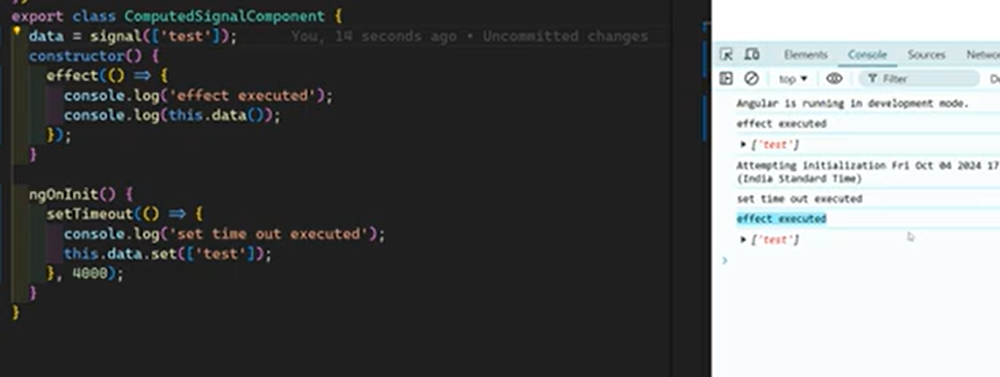 export class ComputedSignalComponent {
data = signal(['test']); You, 14 seconds ago • Uncommitted changes
constructor() {
effect(() => {
console.log('effect executed');
console.log(this.data());
});
}
ngOnInit() {
setTimeout(() => {
console.log('set time out executed');
this.data.set(['test']);
}, 4000);
}
}
Elements Console Sources Networ
top Filter De
Angular is running in development mode.
effect executed
['test']
Attempting initialization Fri Oct 04 2024 17
(India Standard Time)
set time out executed
effect executed
['test']